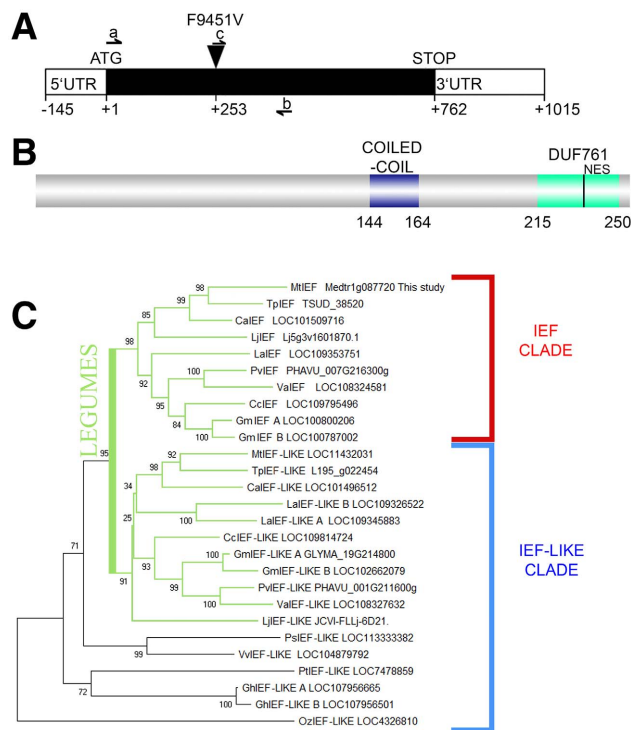 A
F9451V
a
c
ATG
STOP
5'UTR
3'UTR
-145
+1
+253
b
+762
+1015
B
COILED
-COIL
DUF761
NES
144
164
215
250
C
LEGUMES
MtIEF Medtr1g087720 This study
TpIEF TSUD_38520
CaIEF LOC101509716
LjIEF Lj5g3v1601870.1
LaIEF LOC109353751
PvIEF PHAVU_007G216300g
VaIEF LOC108324581
CcIEF LOC109795496
GmIEF A LOC100800206
GmIEF B LOC100787002
MtIEF-LIKE LOC11432031
TpIEF-LIKE L195_g022454
CaIEF-LIKE LOC101496512
LaIEF-LIKE B LOC109326522
LaIEF-LIKE A LOC109345883
CcIEF-LIKE LOC109814724
GmIEF-LIKE A GLYMA_19G214800
GmIEF-LIKE B LOC102662079
PvIEF-LIKE PHAVU_001G211600g
VaIEF-LIKE LOC108327632
LjIEF-LIKE JCVI-FLLj-6D21.
PsIEF-LIKE LOC113333382
VvIEF-LIKE LOC104879792
PtIEF-LIKE LOC7478859
GhIEF-LIKE A LOC107956665
GhIEF-LIKE B LOC107956501
OzIEF-LIKE LOC4326810
98
99
85
98
92
100
95
84
100
95
92
98
34
100
25
93
100
99
100
91
71
99
72
100
IEF
CLADE
IEF-LIKE
CLADE